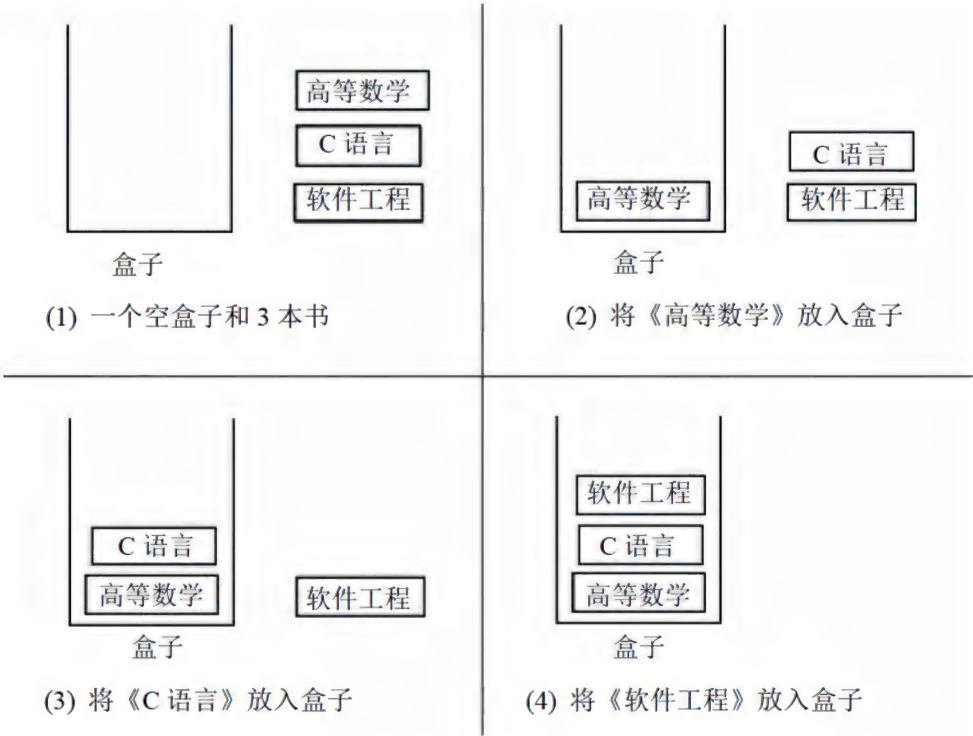 高等数学
C 语言
软件工程
盒子
(1) 一个空盒子和 3 本书
C 语言
高等数学
软件工程
盒子
(2) 将《高等数学》放入盒子
C 语言
高等数学
软件工程
盒子
(3) 将《C 语言》放入盒子
软件工程
C 语言
高等数学
盒子
(4) 将《软件工程》放入盒子